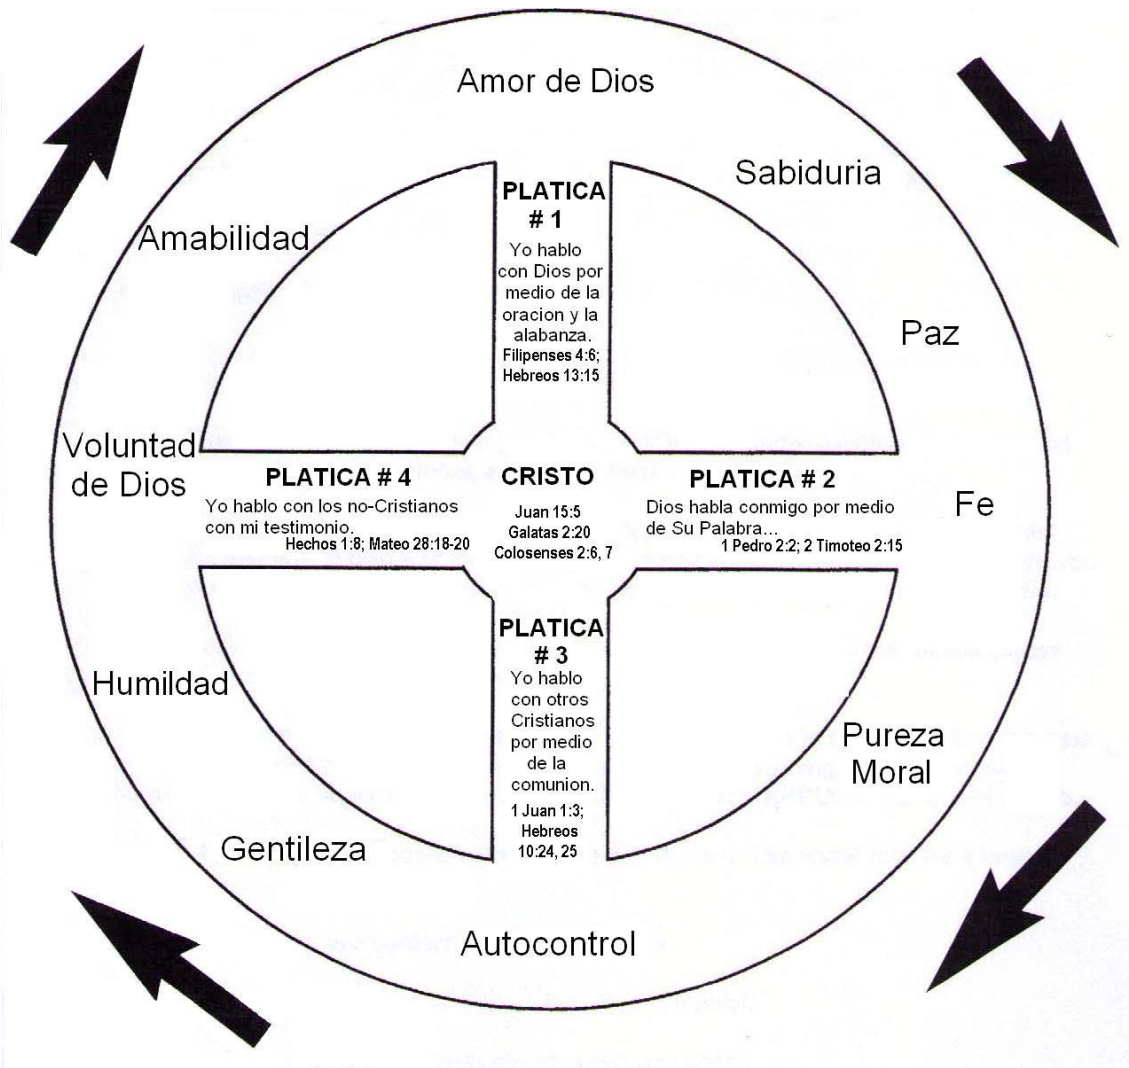 Amor de Dios
Sabiduria
Paz
Fe
Pureza
Moral
Autocontrol
Gentileza
Humildad
Voluntad
de Dios
Amabilidad
PLATICA
# 1
Yo hablo
con Dios por
medio de la
oracion y la
alabanza.
Filipenses 4:6;
Hebreos 13:15
PLATICA # 2
Dios habla conmigo por medio
de Su Palabra...
1 Pedro 2:2; 2 Timoteo 2:15
PLATICA
# 3
Yo hablo
con otros
Cristianos
por medio
de la
comunion.
1 Juan 1:3;
Hebreos
10:24, 25
PLATICA # 4
Yo hablo con los no-Cristianos
con mi testimonio.
Hechos 1:8; Mateo 28:18-20
CRISTO
Juan 15:5
Galatas 2:20
Colosenses 2:6, 7